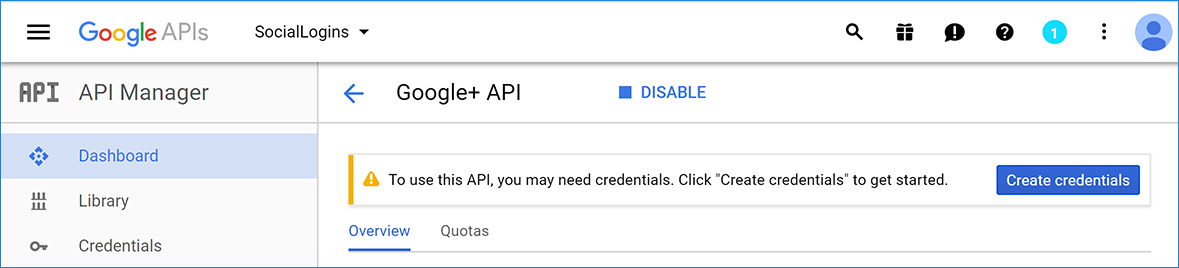 Google APIs SocialLogins 1
API API Manager
Google+ API DISABLE
Dashboard
Library
Credentials
To use this API, you may need credentials. Click "Create credentials" to get started. Create credentials
Overview Quotas